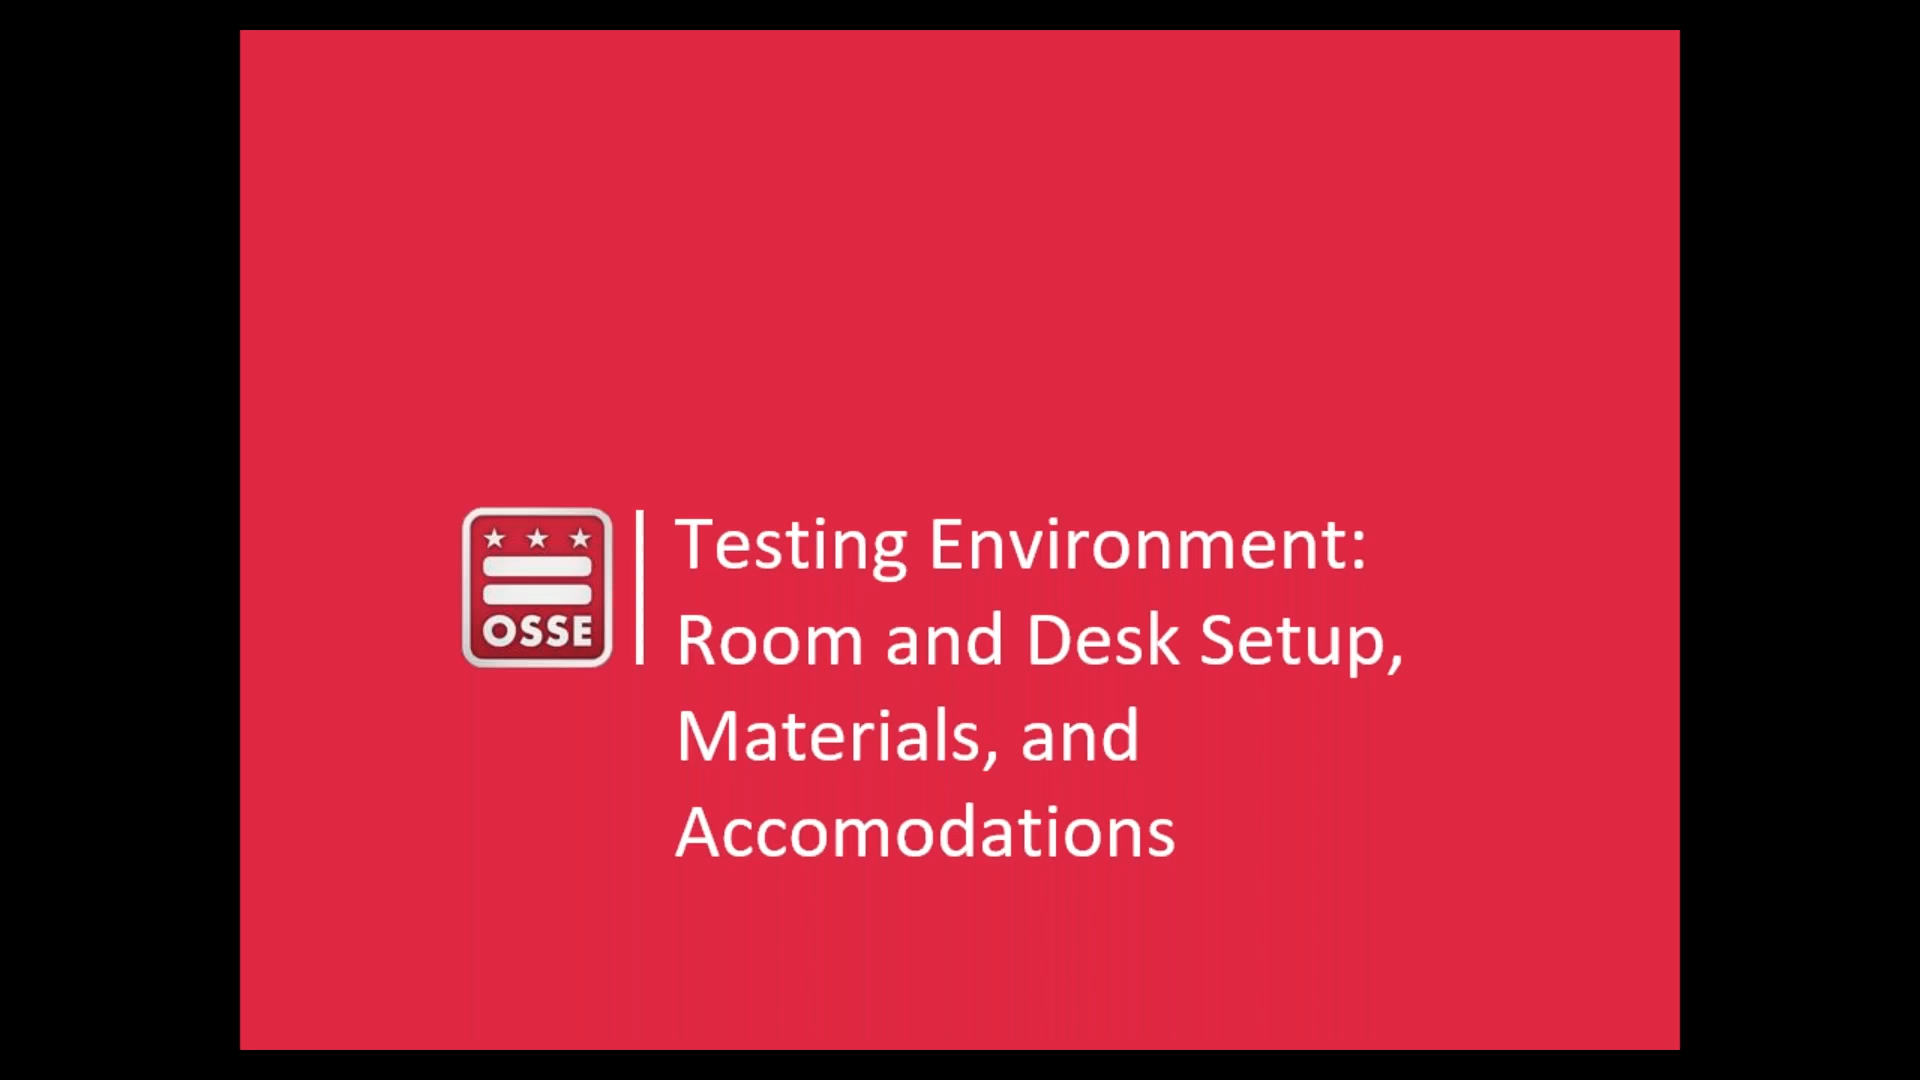 OSSE
Testing Environment:
Room and Desk Setup,
Materials, and
Accomodations